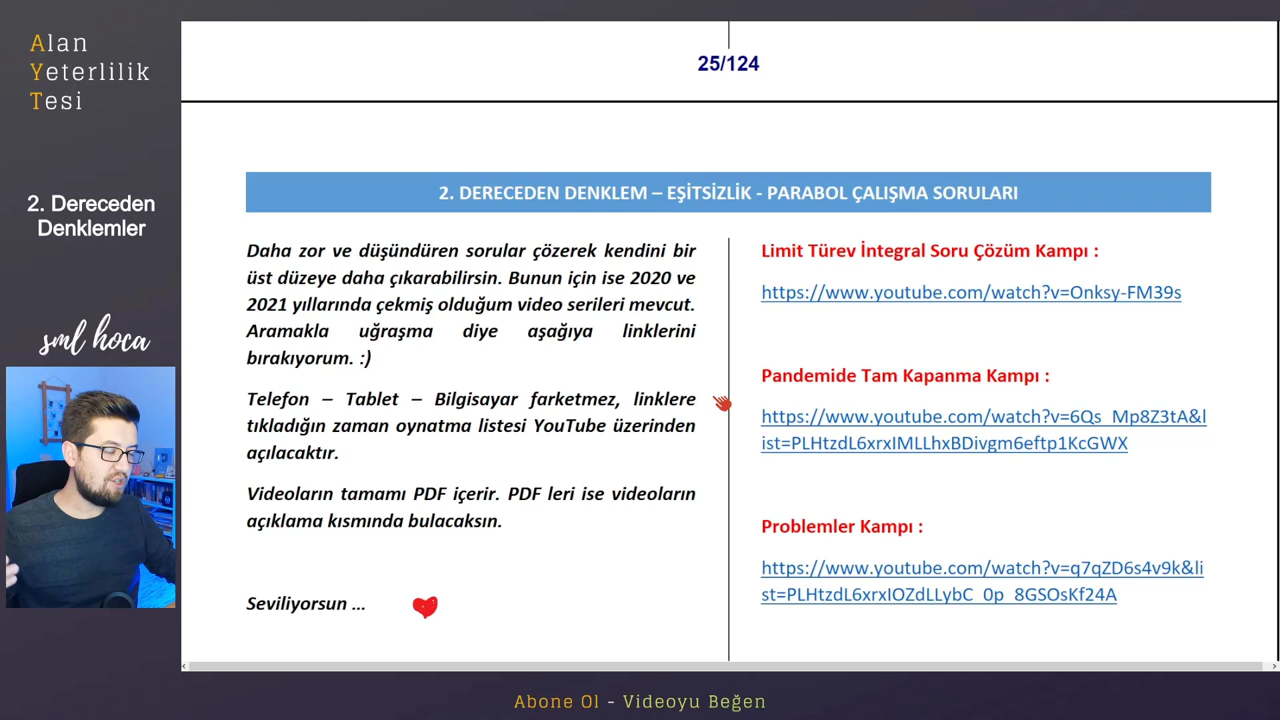 Alan
Yeterlilik
Tesi
2. Dereceden
Denklemler
sml hoca
25/124
2. DERECEDEN DENKLEM – EŞİTSİZLİK - PARABOL ÇALIŞMA SORULARI
Daha zor ve düşündüren sorular çözerek kendini bir
üst düzeye daha çıkarabilirsin. Bunun için ise 2020 ve
2021 yıllarında çekmiş olduğum video serileri mevcut.
Aramakla uğraşma diye aşağıya linklerini
bırakıyorum. :)
Telefon – Tablet – Bilgisayar farketmez, linklere
tıkladığın zaman oynatma listesi YouTube üzerinden
açılacaktır.
Videoların tamamı PDF içerir. PDF leri ise videoların
açıklama kısmında bulacaksın.
Seviliyorsun ...
Limit Türev İntegral Soru Çözüm Kampı :
https://www.youtube.com/watch?v=Onksy-FM39s
Pandemide Tam Kapanma Kampı :
https://www.youtube.com/watch?v=6Qs_Mp8Z3tA&l
ist=PLHtzdL6xrxIMLLhxBDivgm6eftp1KcGWX
Problemler Kampı :
https://www.youtube.com/watch?v=q7qZD6s4v9k&li
st=PLHtzdL6xrxIOZdLLybC_0p_8GSOsKf24A
Abone Ol - Videoyu Beğen